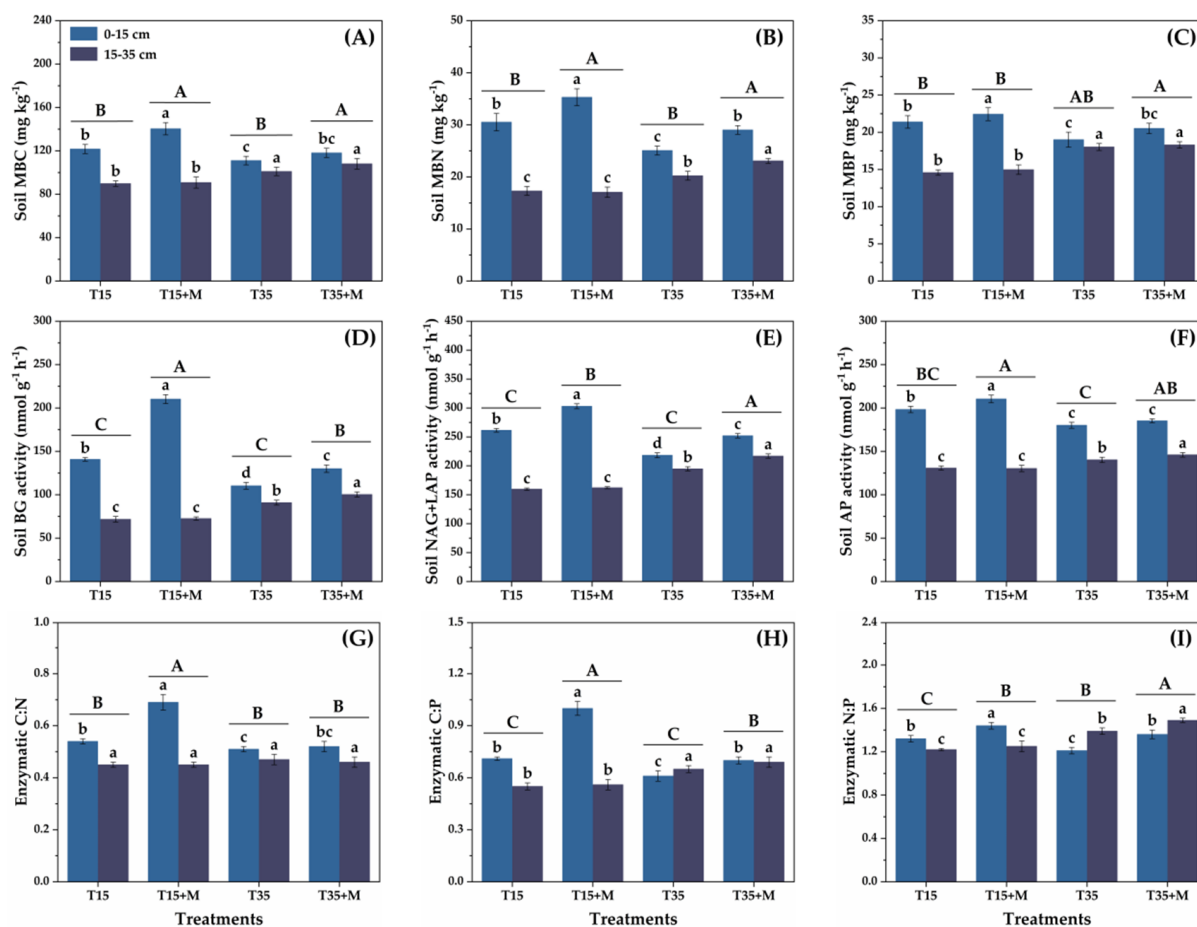 (A)
0-15 cm
15-35 cm
Soil MBC (mg kg-1)
240
200
160
120
80
40
0
B A B A
b b a b c a bc a
T15 T15+M T35 T35+M
(B)
Soil MBN (mg kg-1)
50
40
30
20
10
0
B A B A
b c a c c b b a
T15 T15+M T35 T35+M
(C)
Soil MBP (mg kg-1)
35
30
25
20
15
10
5
0
B B AB A
b b a b c a bc a
T15 T15+M T35 T35+M
(D)
Soil BG activity (nmol g-1 h-1)
300
250
200
150
100
50
0
C A C B
b c a c d b c a
T15 T15+M T35 T35+M
(E)
Soil NAG+LAP activity (nmol g-1 h-1)
450
400
350
300
250
200
150
100
50
0
C B C A
b c a c d b c a
T15 T15+M T35 T35+M
(F)
Soil AP activity (nmol g-1 h-1)
300
250
200
150
100
50
0
BC A C AB
b c a c c b c a
T15 T15+M T35 T35+M
(G)
Enzymatic C:N
1.0
0.8
0.6
0.4
0.2
0.0
B A B B
b a a a c a bc a
T15 T15+M T35 T35+M
Treatments
(H)
Enzymatic C:P
1.5
1.2
0.9
0.6
0.3
0.0
C A C B
b b a b c a b a
T15 T15+M T35 T35+M
Treatments
(I)
Enzymatic N:P
2.4
2.0
1.6
1.2
0.8
0.4
0.0
C B B A
b c a c c b b a
T15 T15+M T35 T35+M
Treatments